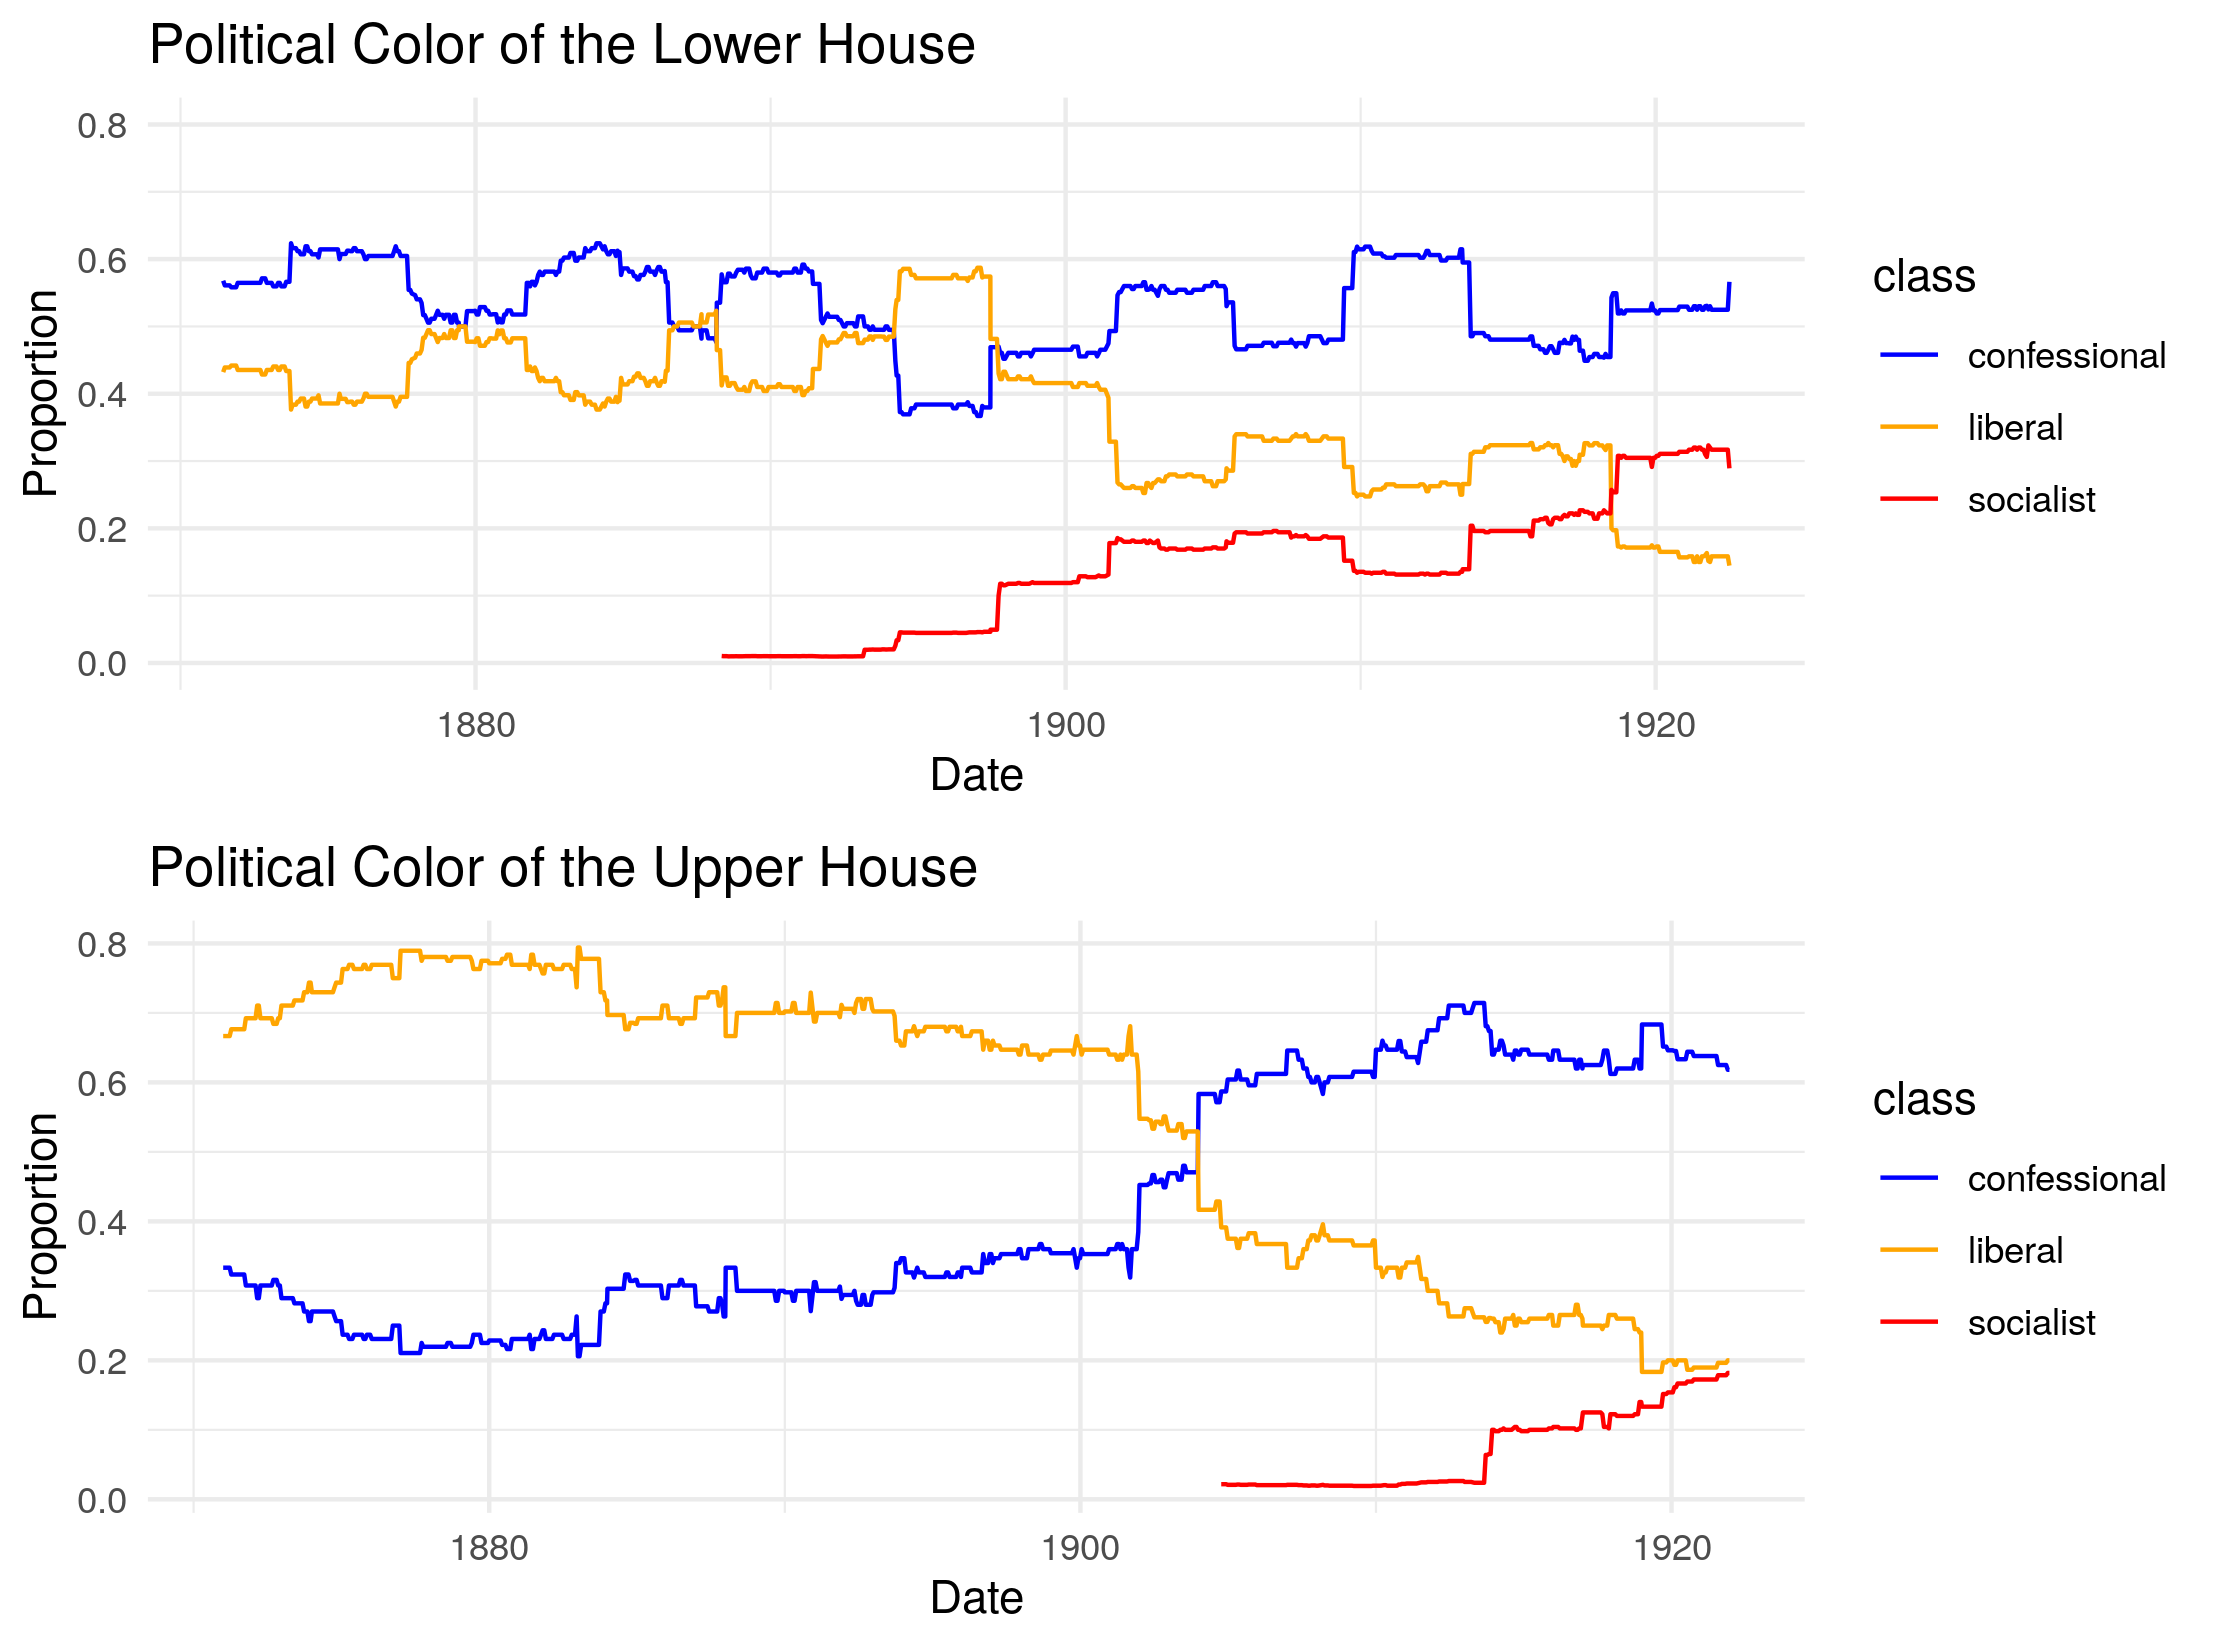 Political Color of the Lower House
0.8
0.6
0.4
0.2
0.0
Proportion
1880 1900 1920
Date
class
confessional
liberal
socialist
Political Color of the Upper House
0.8
0.6
0.4
0.2
0.0
Proportion
1880 1900 1920
Date
class
confessional
liberal
socialist